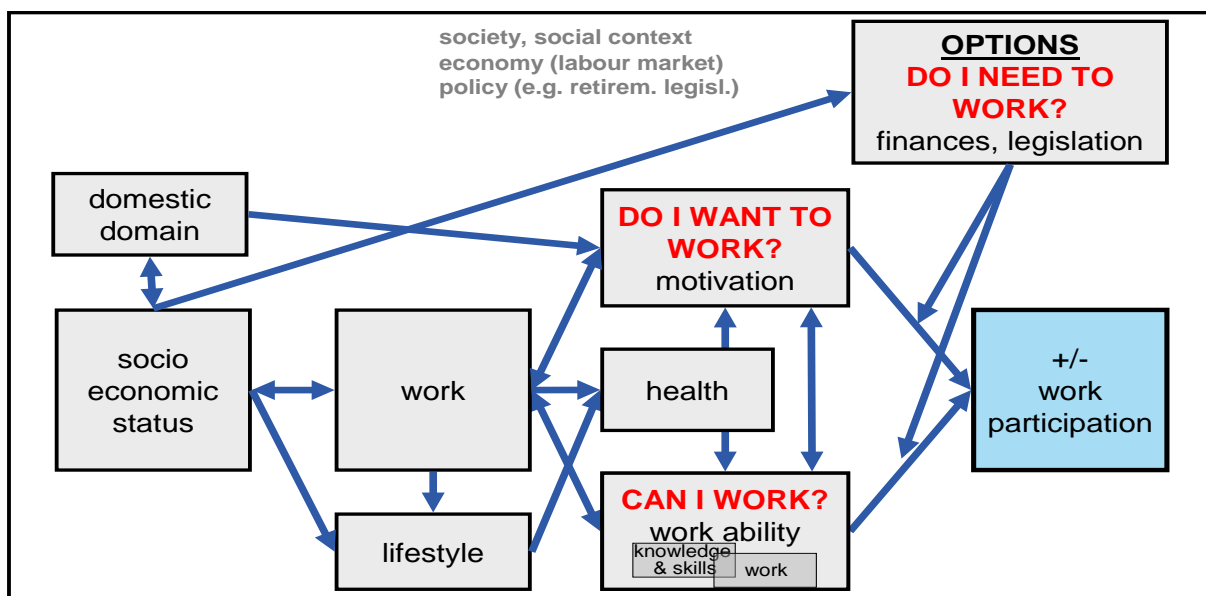 society, social context
economy (labour market)
policy (e.g. retirem. legisl.)
OPTIONS
DO I NEED TO
WORK?
finances, legislation
domestic
domain
DO I WANT TO
WORK?
motivation
socio
economic
status
work
health
+/-
work
participation
lifestyle
CAN I WORK?
work ability
knowledge
& skills
work